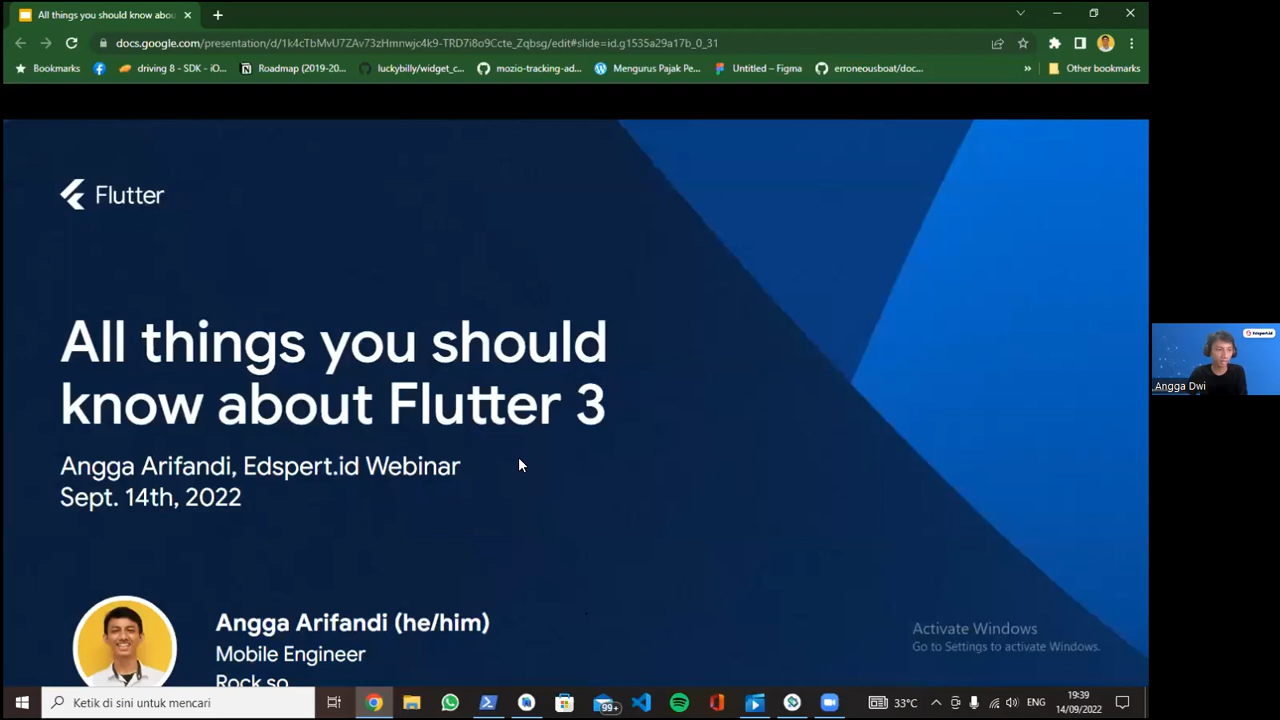 All things you should know abou
docs.google.com/presentation/d/1k4cTbMvU7ZAv73zHmnwjc4k9-TRD7i8o9Ccte_Zqbsg/edit#slide=id.g1535a29a17b_0_31
Bookmarks
driving 8 - SDK - iO...
Roadmap (2019-20...
luckybilly/widget_c...
mozio-tracking-ad...
Mengurus Pajak Pe...
Untitled – Figma
erroneousboat/doc...
»
Other bookmarks
Flutter
All things you should
know about Flutter 3
Angga Arifandi, Edspert.id Webinar
Sept. 14th, 2022
Edspert.id
Angga Dwi
Angga Arifandi (he/him)
Mobile Engineer
Rock.so
Activate Windows
Go to Settings to activate Windows.
Ketik di sini untuk mencari
99+
33°C
ENG
19:39
14/09/2022